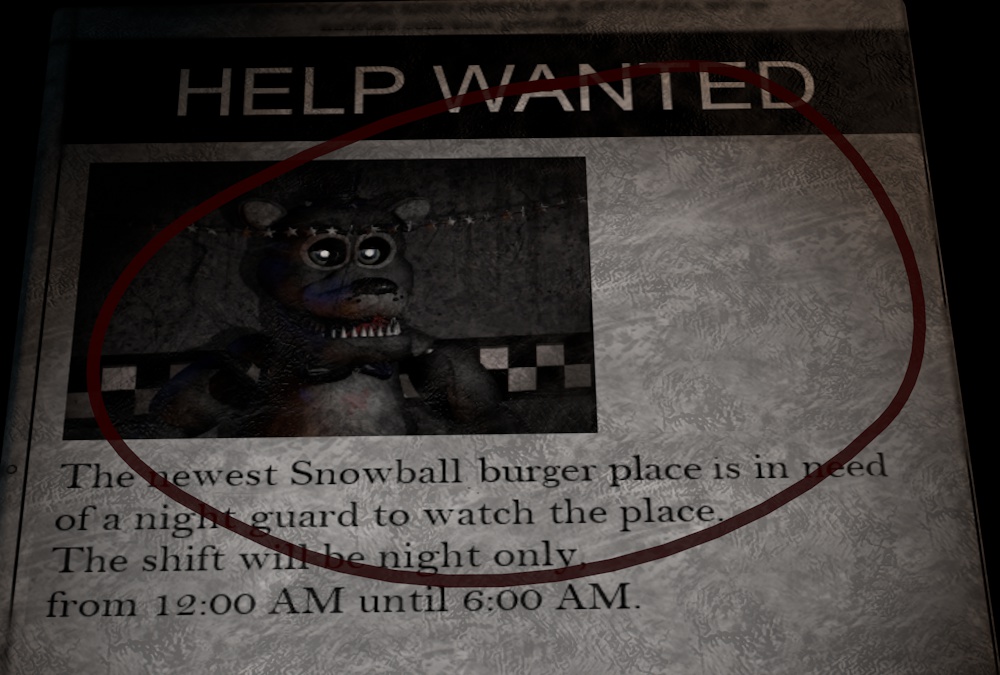 HELP WANTED
The newest Snowball burger place is in need
of a night guard to watch the place.
The shift will be night only,
from 12:00 AM until 6:00 AM.